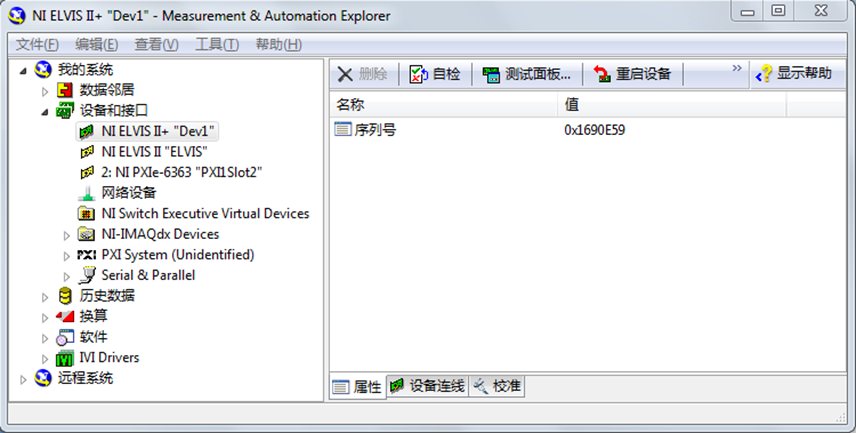 NI ELVIS II+ "Dev1" - Measurement & Automation Explorer
文件(F) 编辑(E) 查看(V) 工具(T) 帮助(H)
我的系统
数据邻居
设备和接口
NI ELVIS II+ "Dev1"
NI ELVIS II "ELVIS"
2: NI PXIe-6363 "PXI1Slot2"
网络设备
NI Switch Executive Virtual Devices
NI-IMAQdx Devices
PXI PXI System (Unidentified)
Serial & Parallel
历史数据
换算
软件
IVI IVI Drivers
远程系统
删除 自检 测试面板... 重启设备 » 显示帮助
名称 值
序列号 0x1690E59
属性 设备连线 校准